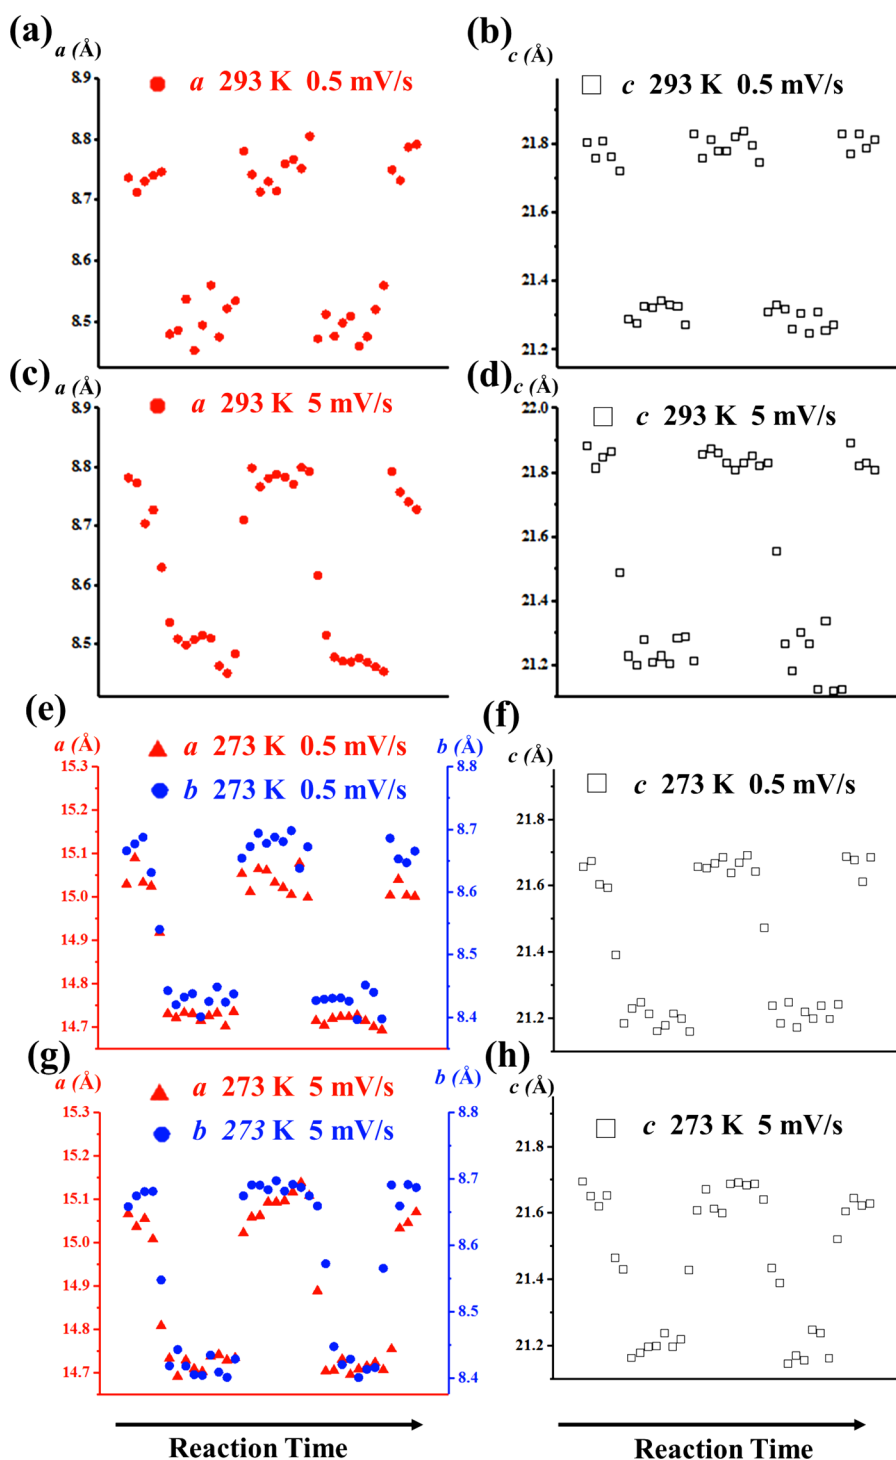 (a)
a (Å)
a 293 K 0.5 mV/s
8.9
8.8
8.7
8.6
8.5
(b)
c (Å)
c 293 K 0.5 mV/s
21.8
21.6
21.4
21.2
(c)
a (Å)
a 293 K 5 mV/s
8.9
8.8
8.7
8.6
8.5
(d)
c (Å)
c 293 K 5 mV/s
22.0
21.8
21.6
21.4
21.2
(e)
a (Å)
a 273 K 0.5 mV/s
b (Å)
b 273 K 0.5 mV/s
15.3
15.2
15.1
15.0
14.9
14.8
14.7
8.8
8.7
8.6
8.5
8.4
(f)
c (Å)
c 273 K 0.5 mV/s
21.8
21.6
21.4
21.2
(g)
a (Å)
a 273 K 5 mV/s
b (Å)
b 273 K 5 mV/s
15.3
15.2
15.1
15.0
14.9
14.8
14.7
8.8
8.7
8.6
8.5
8.4
(h)
c (Å)
c 273 K 5 mV/s
21.8
21.6
21.4
21.2
Reaction Time
Reaction Time